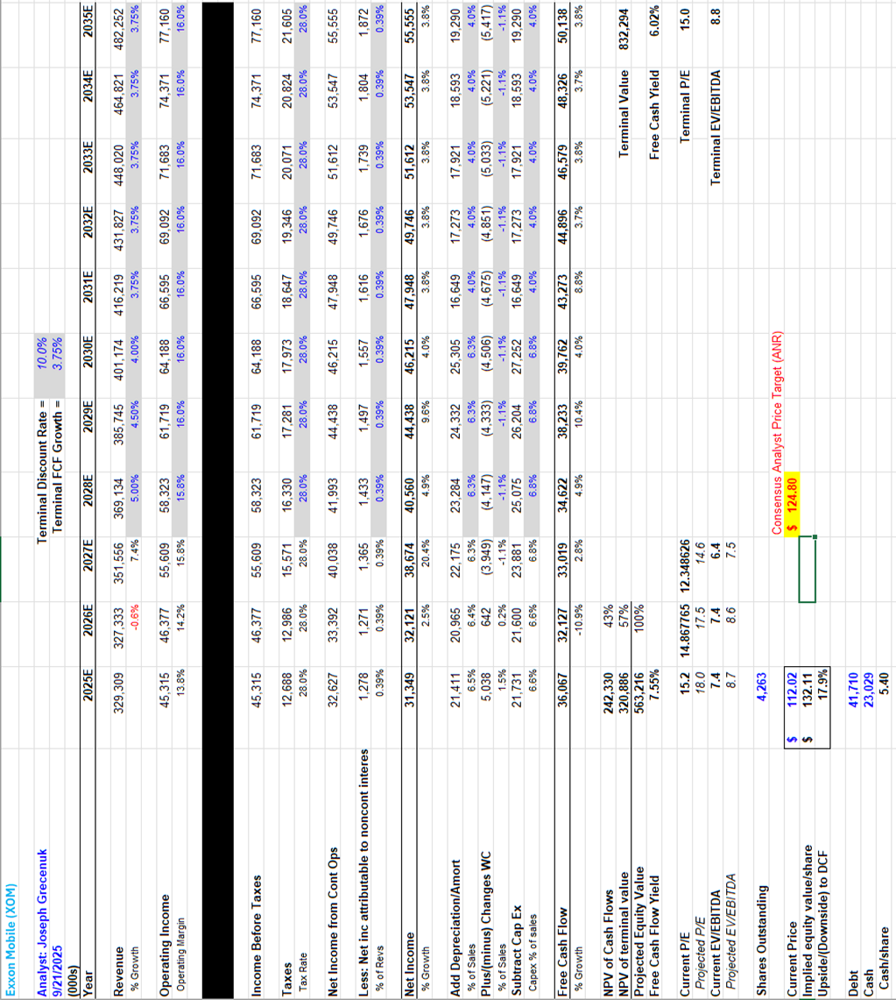 Exxon Mobile (XOM)
Analyst: Joseph Grecenuk Terminal Discount Rate = 10.0%
9/21/2025 Terminal FCF Growth = 3.75%
(000s)
Year 2025E 2026E 2027E 2028E 2029E 2030E 2031E 2032E 2033E 2034E 2035E
Revenue 329,309 327,333 351,556 369,134 385,745 401,174 416,219 431,827 448,020 464,821 482,252
% Growth -0.6% 7.4% 5.00% 4.50% 4.00% 3.75% 3.75% 3.75% 3.75% 3.75%
Operating Income 45,315 46,377 55,609 58,323 61,719 64,188 66,595 69,092 71,683 74,371 77,160
Operating Margin 13.8% 14.2% 15.8% 15.8% 16.0% 16.0% 16.0% 16.0% 16.0% 16.0% 16.0%
Income Before Taxes 45,315 46,377 55,609 58,323 61,719 64,188 66,595 69,092 71,683 74,371 77,160
Taxes 12,688 12,986 15,571 16,330 17,281 17,973 18,647 19,346 20,071 20,824 21,605
Tax Rate 28.0% 28.0% 28.0% 28.0% 28.0% 28.0% 28.0% 28.0% 28.0% 28.0% 28.0%
Net Income from Cont Ops 32,627 33,392 40,038 41,993 44,438 46,215 47,948 49,746 51,612 53,547 55,555
Less: Net inc attributable to noncont interes 1,278 1,271 1,365 1,433 1,497 1,557 1,616 1,676 1,739 1,804 1,872
% of Revs 0.39% 0.39% 0.39% 0.39% 0.39% 0.39% 0.39% 0.39% 0.39% 0.39% 0.39%
Net Income 31,349 32,121 38,674 40,560 44,438 46,215 47,948 49,746 51,612 53,547 55,555
% Growth 2.5% 20.4% 4.9% 9.6% 4.0% 3.8% 3.8% 3.8% 3.8% 3.8%
Add Depreciation/Amort 21,411 20,965 22,175 23,284 24,332 25,305 16,649 17,273 17,921 18,593 19,290
% of Sales 6.5% 6.4% 6.3% 6.3% 6.3% 6.3% 4.0% 4.0% 4.0% 4.0% 4.0%
Plus/(minus) Changes WC 5,038 642 (3,949) (4,147) (4,333) (4,506) (4,675) (4,851) (5,033) (5,221) (5,417)
% of Sales 1.5% 0.2% -1.1% -1.1% -1.1% -1.1% -1.1% -1.1% -1.1% -1.1% -1.1%
Subtract Cap Ex 21,731 21,600 23,881 25,075 26,204 27,252 16,649 17,273 17,921 18,593 19,290
Capex % of sales 6.6% 6.6% 6.8% 6.8% 6.8% 6.8% 4.0% 4.0% 4.0% 4.0% 4.0%
Free Cash Flow 36,067 32,127 33,019 34,622 38,233 39,762 43,273 44,896 46,579 48,326 50,138
% Growth -10.9% 2.8% 4.9% 10.4% 4.0% 8.8% 3.7% 3.8% 3.7% 3.8%
NPV of Cash Flows 242,330 43%
NPV of terminal value 320,886 57% Terminal Value 832,294
Projected Equity Value 563,216 100%
Free Cash Flow Yield 7.55% Free Cash Yield 6.02%
Current P/E 15.2 14.867765 12.348626 Terminal P/E 15.0
Projected P/E 18.0 17.5 14.6
Current EV/EBITDA 7.4 7.4 6.4 Terminal EV/EBITDA 8.8
Projected EV/EBITDA 8.7 8.6 7.5
Shares Outstanding 4,263
Consensus Analyst Price Target (ANR)
Current Price $ 112.02 $ 124.80
Implied equity value/share $ 132.11
Upside/(Downside) to DCF 17.9%
Debt 41,710
Cash 23,029
Cash/share 5.40